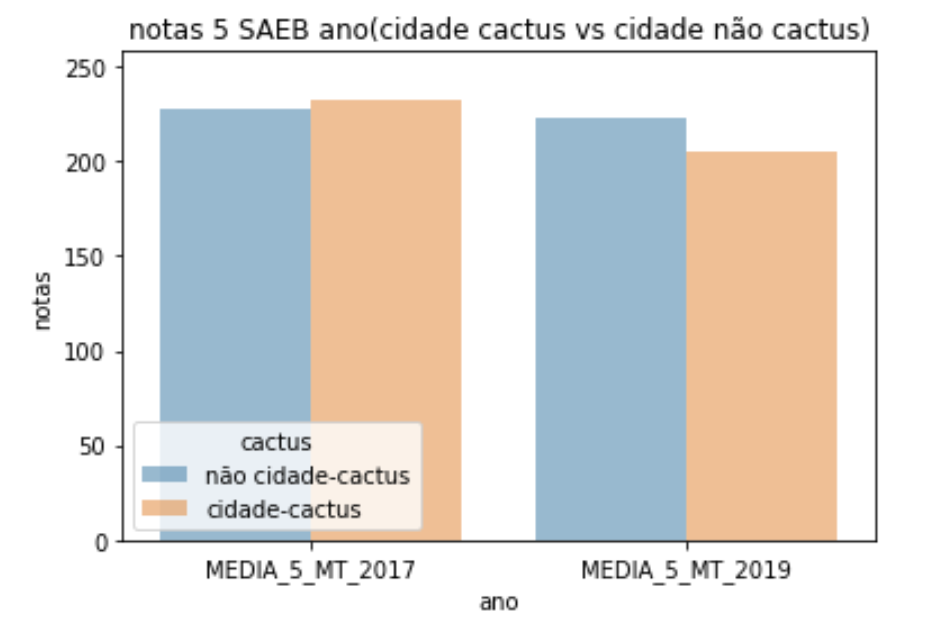 notas 5 SAEB ano(cidade cactus vs cidade não cactus)
250
200
150
100
50
0
notas
cactus
não cidade-cactus
cidade-cactus
MEDIA_5_MT_2017
MEDIA_5_MT_2019
ano